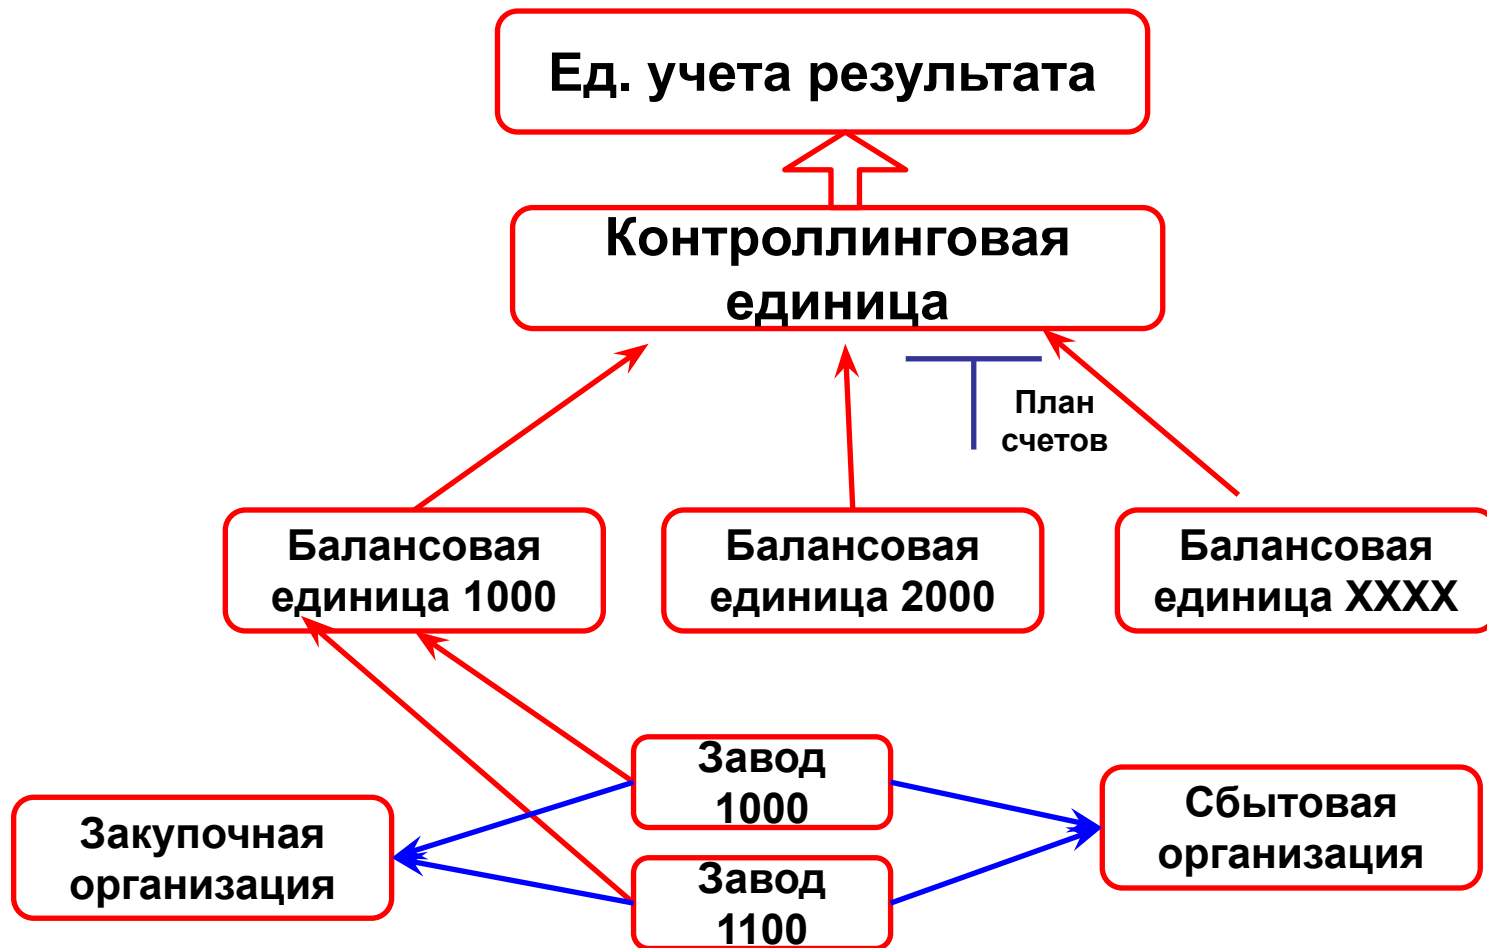 Ед. учета результата
Контроллинговая
единица
План
счетов
Балансовая
единица 1000
Балансовая
единица 2000
Балансовая
единица XXXX
Завод
1000
Закупочная
организация
Сбытовая
организация
Завод
1100